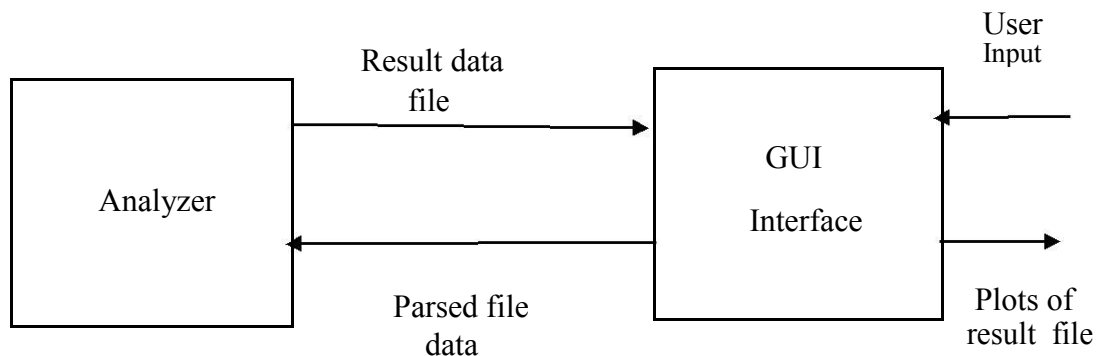 User
Input
Result data
file
GUI
Interface
Analyzer
Parsed file
data
Plots of
result file